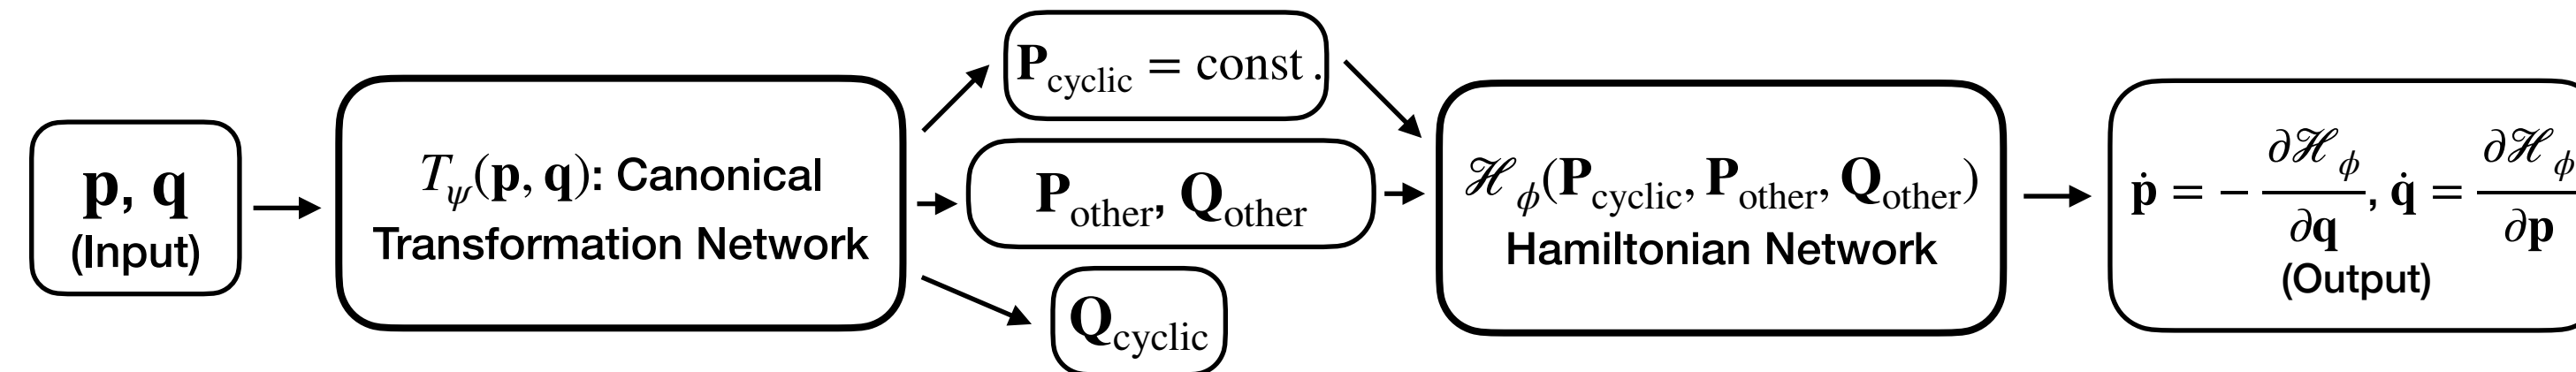 p, q
(Input)
T_ψ(p, q): Canonical
Transformation Network
P_cyclic = const .
P_other, Q_other
Q_cyclic
ℋ_ϕ(P_cyclic, P_other, Q_other)
Hamiltonian Network
ṗ = − ∂ℋ_ϕ/∂q, q̇ = ∂ℋ_ϕ/∂p
(Output)